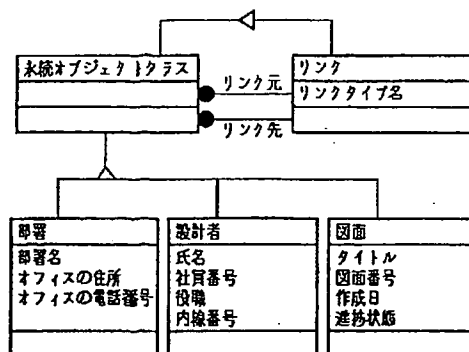 永続オブジェクトクラス
リンク
リンクタイプ名
リンク元
リンク先
部署
部署名
オフィスの住所
オフィスの電話番号
設計者
氏名
社員番号
役職
内線番号
図面
タイトル
図面番号
作成日
進捗状態